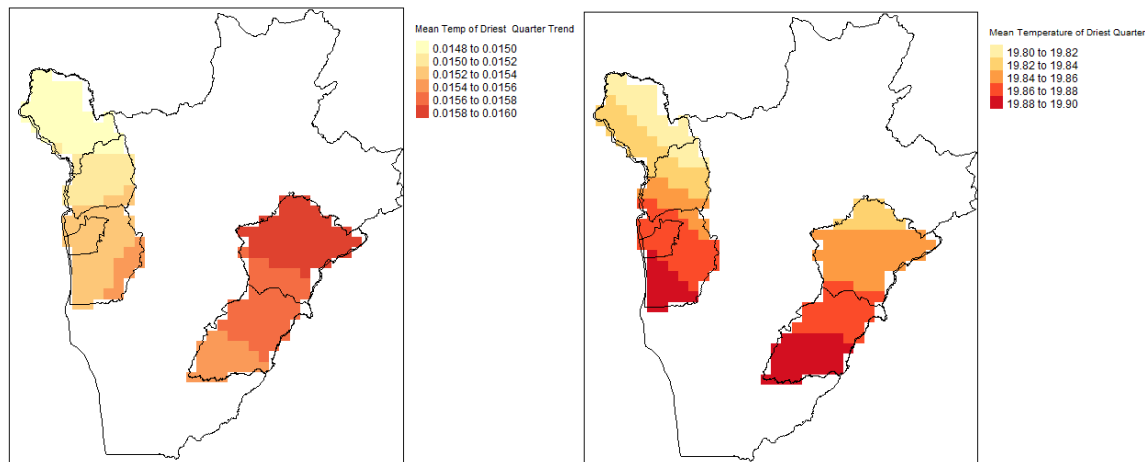 Mean Temp of Driest Quarter Trend
0.0148 to 0.0150
0.0150 to 0.0152
0.0152 to 0.0154
0.0154 to 0.0156
0.0156 to 0.0158
0.0158 to 0.0160
Mean Temperature of Driest Quarter
19.80 to 19.82
19.82 to 19.84
19.84 to 19.86
19.86 to 19.88
19.88 to 19.90